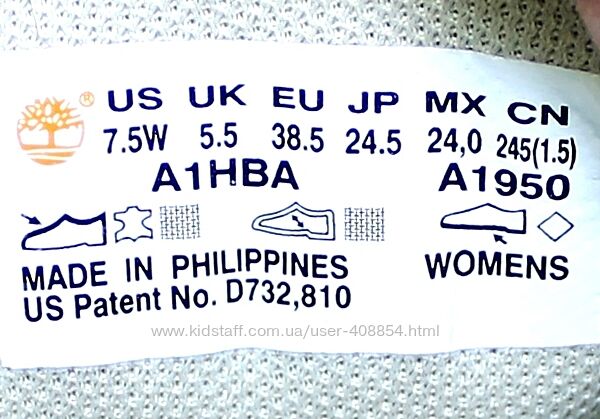 ® US UK EU JP MX CN
7.5W 5.5 38.5 24.5 24,0 245(1.5)
A1HBA A1950
MADE IN PHILIPPINES WOMENS
US Patent No. D732,810
www.kidstaff.com.ua/user-408854.html